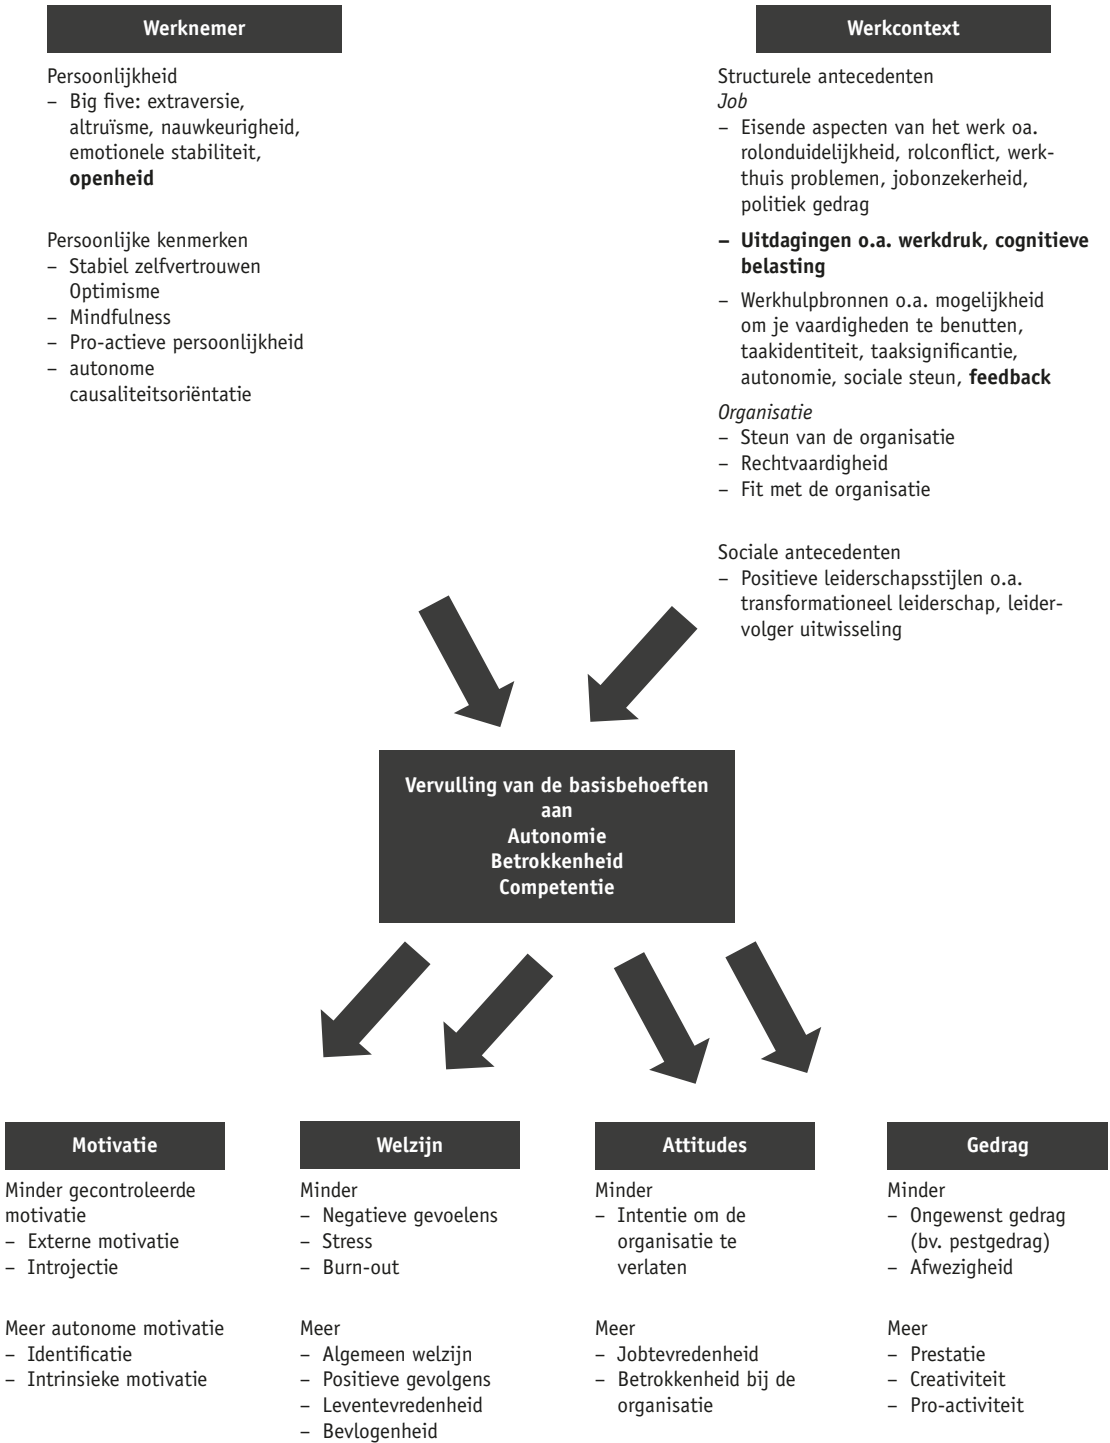 Werknemer
Persoonlijkheid
– Big five: extraversie,
altruïsme, nauwkeurigheid,
emotionele stabiliteit,
openheid
Persoonlijke kenmerken
– Stabiel zelfvertrouwen
Optimisme
– Mindfulness
– Pro-actieve persoonlijkheid
– autonome
causaliteitsoriëntatie
Werkcontext
Structurele antecedenten
Job
– Eisende aspecten van het werk oa.
rolonduidelijkheid, rolconflict, werk-
thuis problemen, jobonzekerheid,
politiek gedrag
– Uitdagingen o.a. werkdruk, cognitieve
belasting
– Werkhulpbronnen o.a. mogelijkheid
om je vaardigheden te benutten,
taakidentiteit, taaksignificantie,
autonomie, sociale steun, feedback
Organisatie
– Steun van de organisatie
– Rechtvaardigheid
– Fit met de organisatie
Sociale antecedenten
– Positieve leiderschapsstijlen o.a.
transformationeel leiderschap, leider-
volger uitwisseling
Vervulling van de basisbehoeften
aan
Autonomie
Betrokkenheid
Competentie
Motivatie
Minder gecontroleerde
motivatie
– Externe motivatie
– Introjectie
Meer autonome motivatie
– Identificatie
– Intrinsieke motivatie
Welzijn
Minder
– Negatieve gevoelens
– Stress
– Burn-out
Meer
– Algemeen welzijn
– Positieve gevolgens
– Leventevredenheid
– Bevlogenheid
Attitudes
Minder
– Intentie om de
organisatie te
verlaten
Meer
– Jobtevredenheid
– Betrokkenheid bij de
organisatie
Gedrag
Minder
– Ongewenst gedrag
(bv. pestgedrag)
– Afwezigheid
Meer
– Prestatie
– Creativiteit
– Pro-activiteit